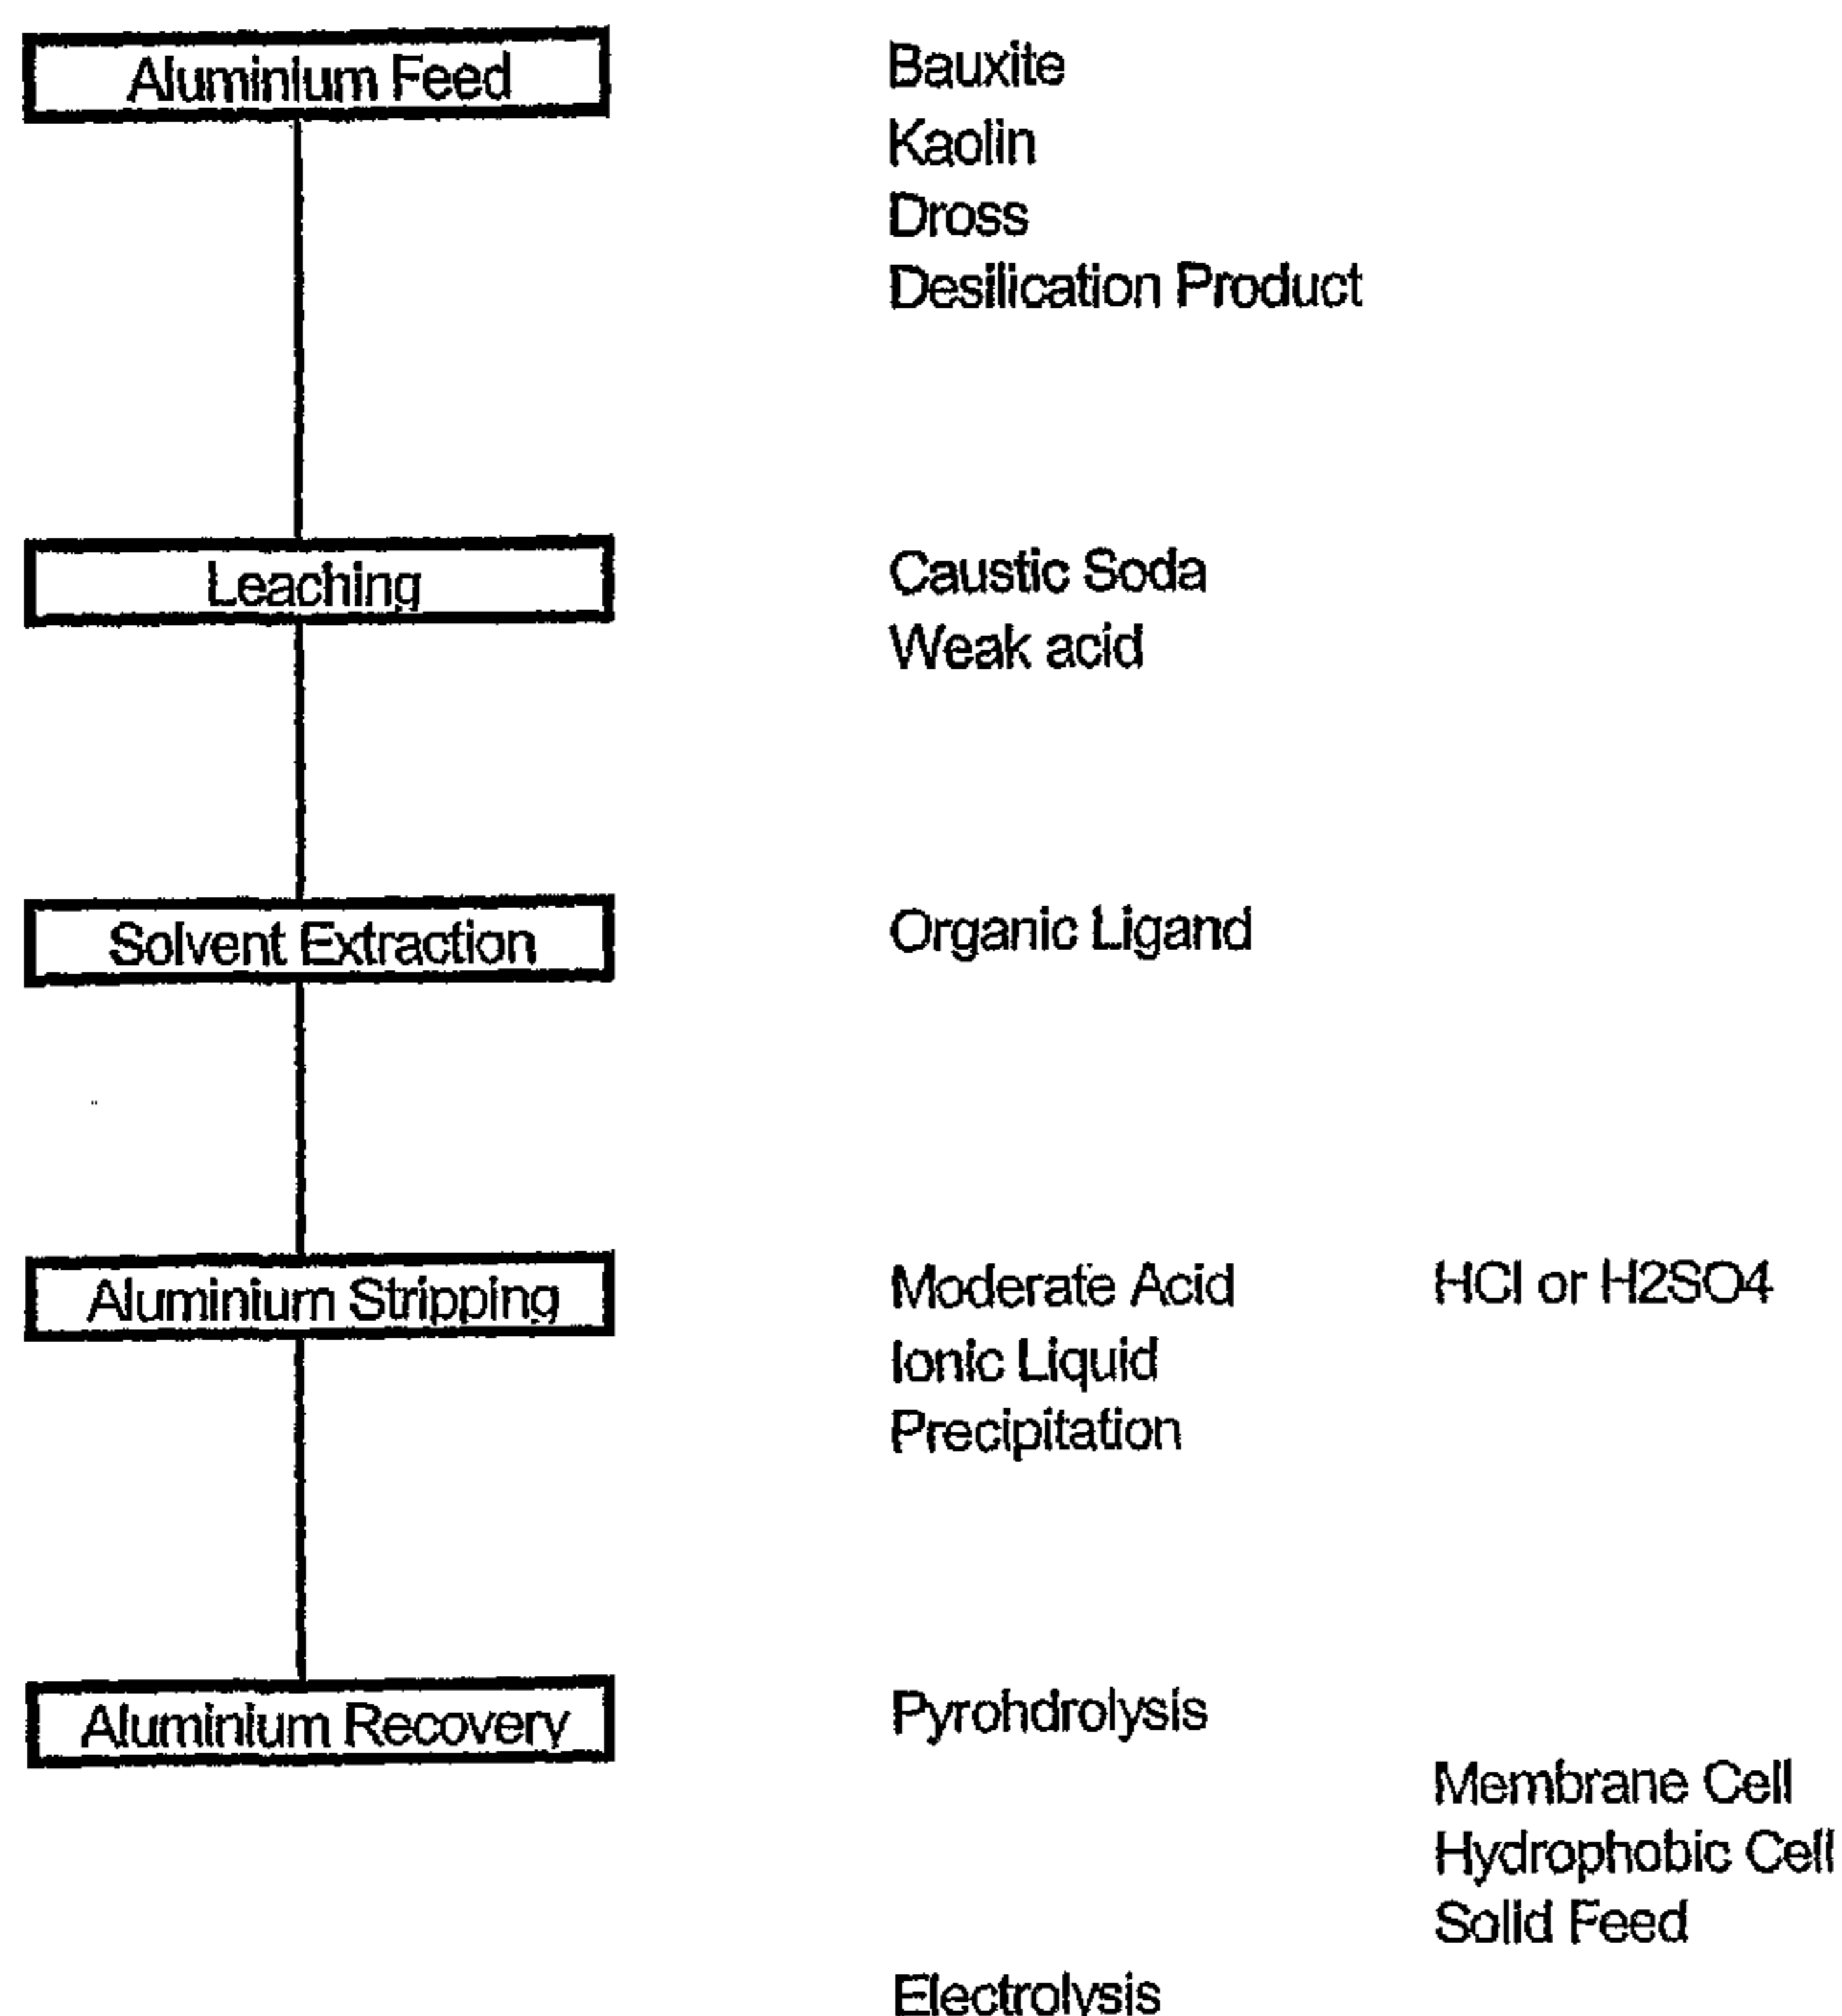 Aluminium Feed
Bauxite
Kaolin
Dross
Desilication Product
Leaching
Caustic Soda
Weak acid
Solvent Extraction
Organic Ligand
Aluminium Stripping
Moderate Acid
HCl or H2SO4
Ionic Liquid
Precipitation
Aluminium Recovery
Pyrohdrolysis
Membrane Cell
Hydrophobic Cell
Solid Feed
Electrolysis